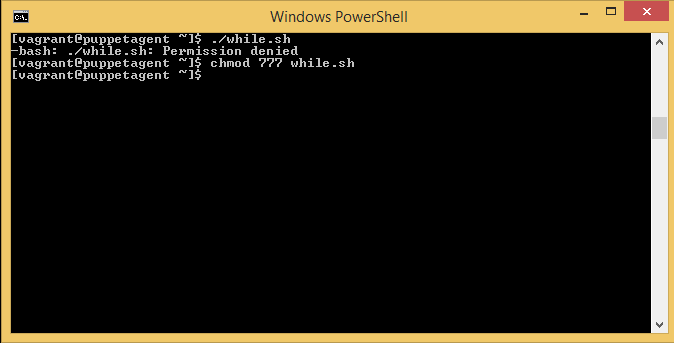 Windows PowerShell
[vagrant@puppetagent ~]$ ./while.sh
-bash: ./while.sh: Permission denied
[vagrant@puppetagent ~]$ chmod 777 while.sh
[vagrant@puppetagent ~]$